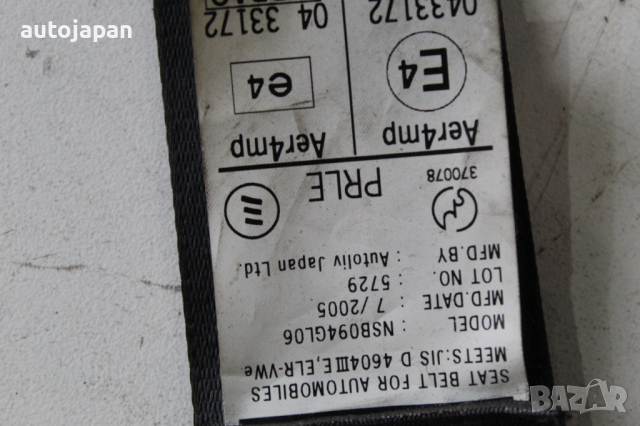 autojapan
SEAT BELT FOR AUTOMOBILES
MEETS:JIS D 4604ⅢE,ELR-VWe
MODEL : NSB094GL06
MFD.DATE : 7/2005
LOT NO. : 5729
MFD.BY : Autoliv Japan Ltd.
370078 PRLE
Aer4mp Aer4mp
E4 e4
0433172 04 33172
BAZAR